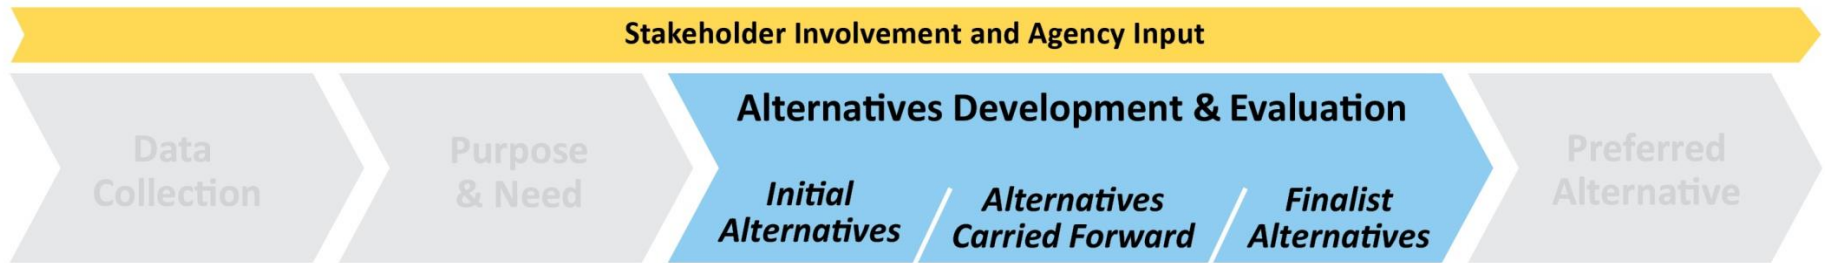 Stakeholder Involvement and Agency Input
Data
Collection
Purpose
& Need
Alternatives Development & Evaluation
Initial
Alternatives
Alternatives
Carried Forward
Finalist
Alternatives
Preferred
Alternative